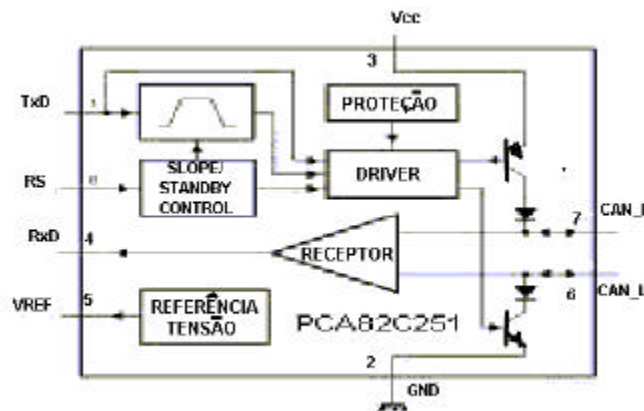 Vcc
3
TxD
1
PROTEÇÃO
SLOPE/
STANDBY
CONTROL
RS
8
DRIVER
7
RxD
4
RECEPTOR
CAN_L
6
VREF
5
REFERÊNCIA
TENSÃO
PCA82C251
2
GND